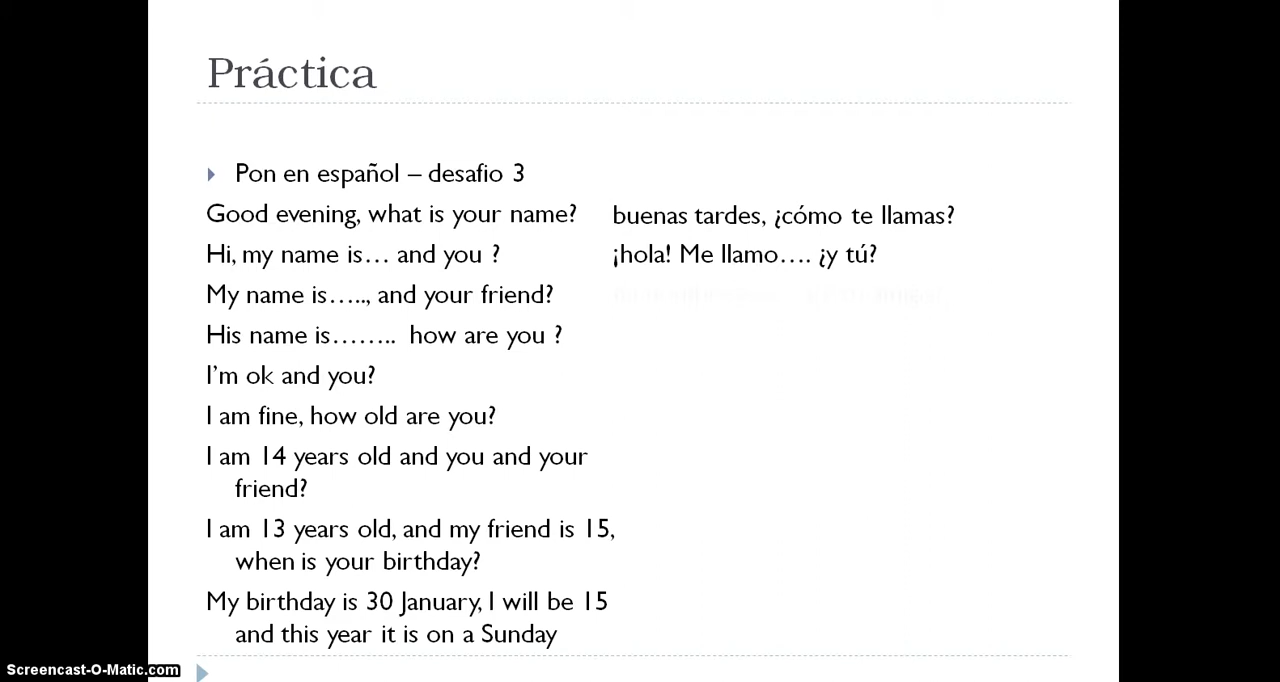 Práctica
Pon en español – desafio 3
Good evening, what is your name? buenas tardes, ¿cómo te llamas?
Hi, my name is… and you ? ¡hola! Me llamo…. ¿y tú?
My name is….., and your friend?
His name is…….. how are you ?
I'm ok and you?
I am fine, how old are you?
I am 14 years old and you and your
friend?
I am 13 years old, and my friend is 15,
when is your birthday?
My birthday is 30 January, I will be 15
and this year it is on a Sunday
Screencast-O-Matic.com